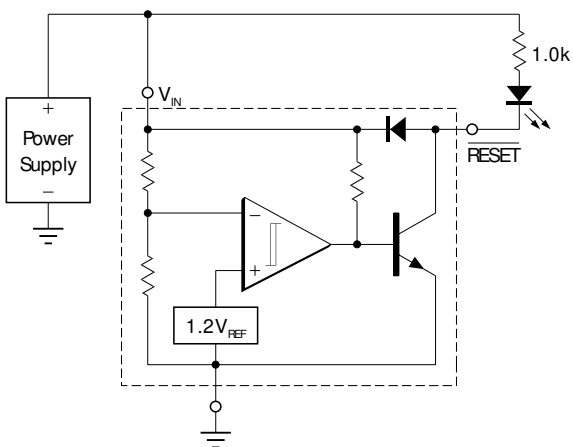 1.0k
V_IN
+
Power
Supply
–
RESET
–
+
1.2V_REF